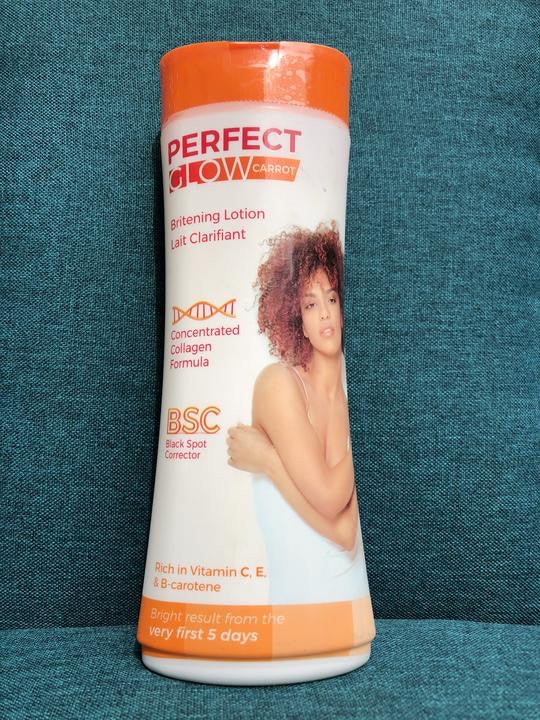 PERFECT
GLOW CARROT
Britening Lotion
Lait Clarifiant
Concentrated
Collagen
Formula
BSC
Black Spot
Corrector
Rich in Vitamin C, E,
& B-carotene
Bright result from the
very first 5 days